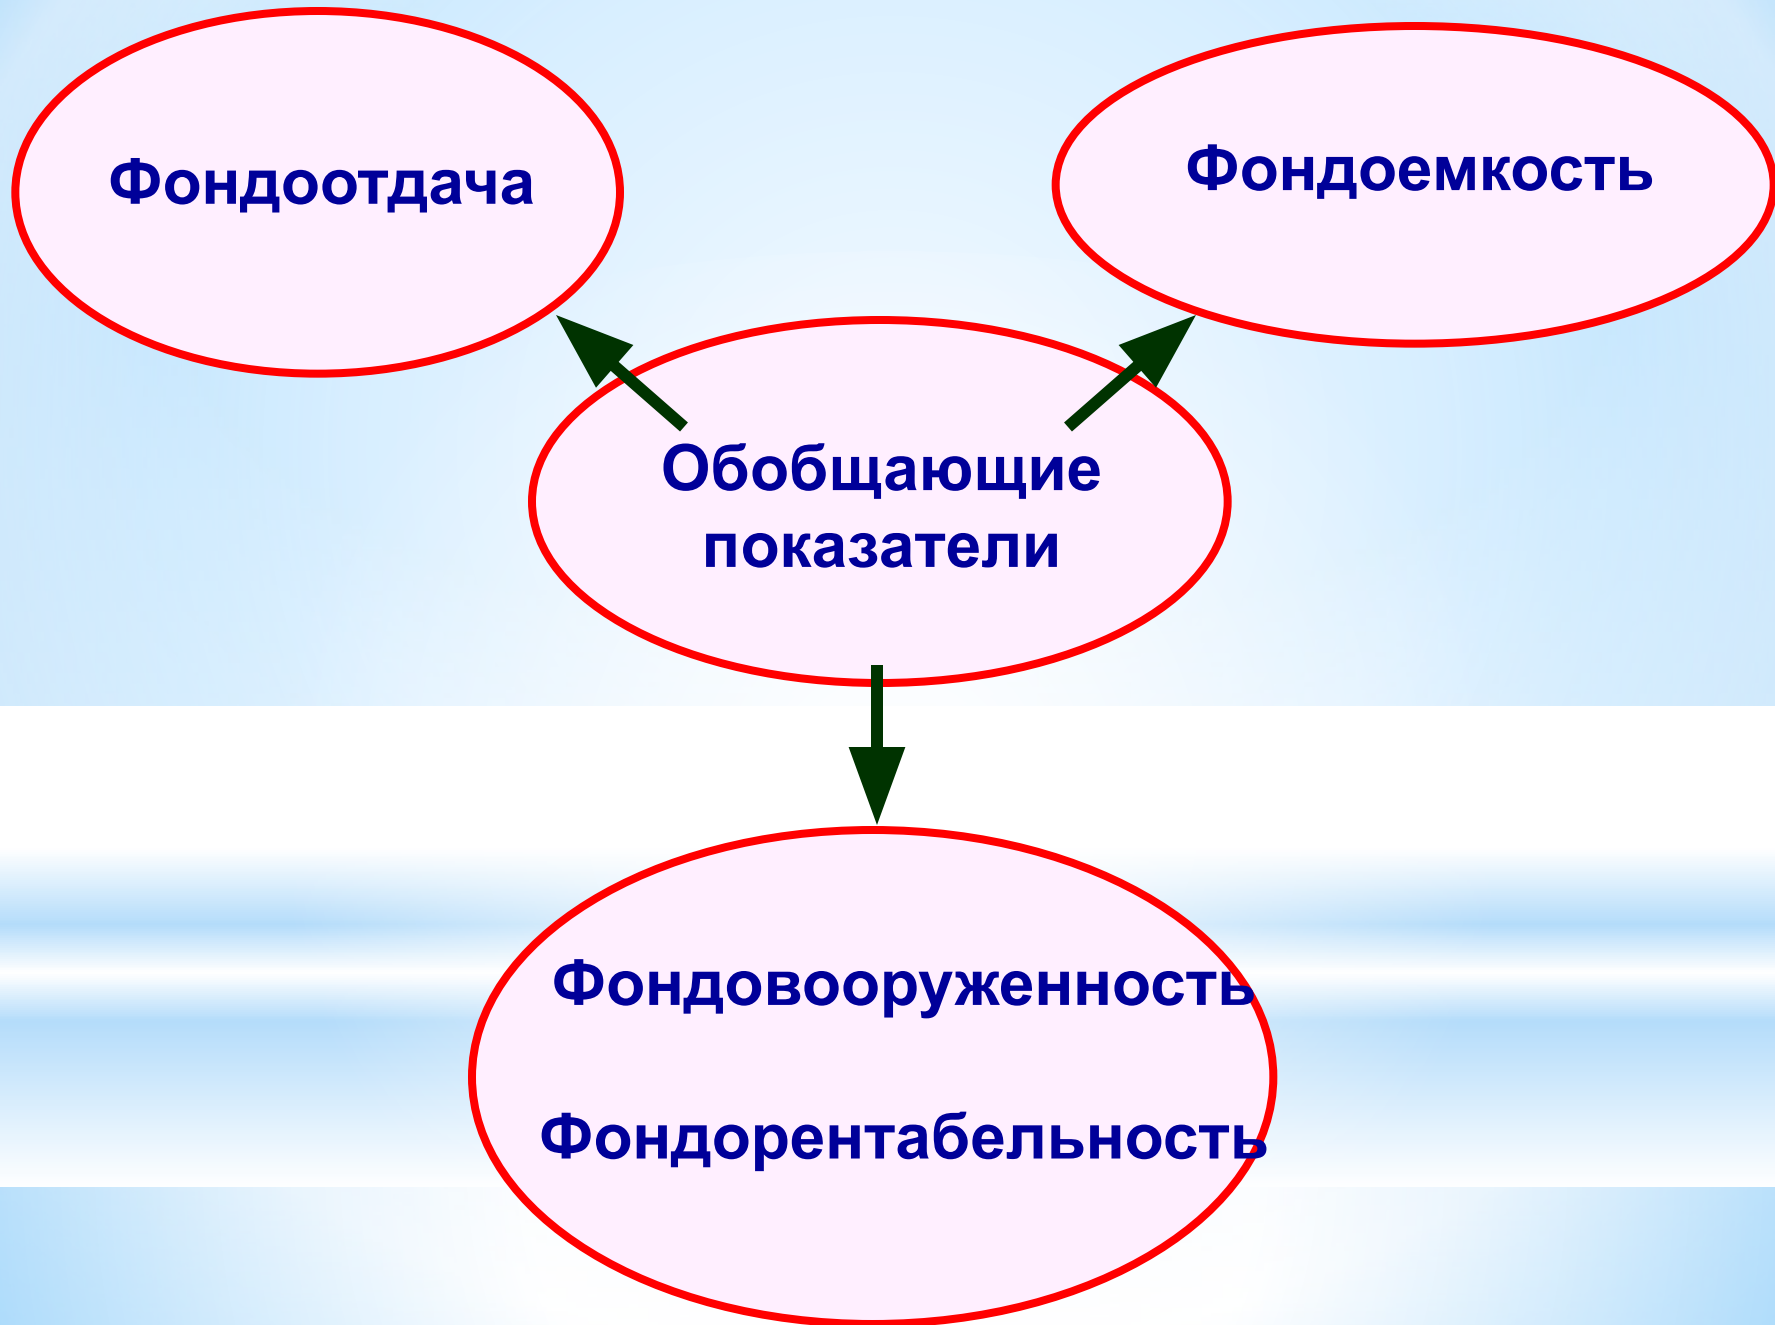 Фондоотдача
Фондоемкость
Обобщающие
показатели
Фондовооруженность
Фондорентабельность